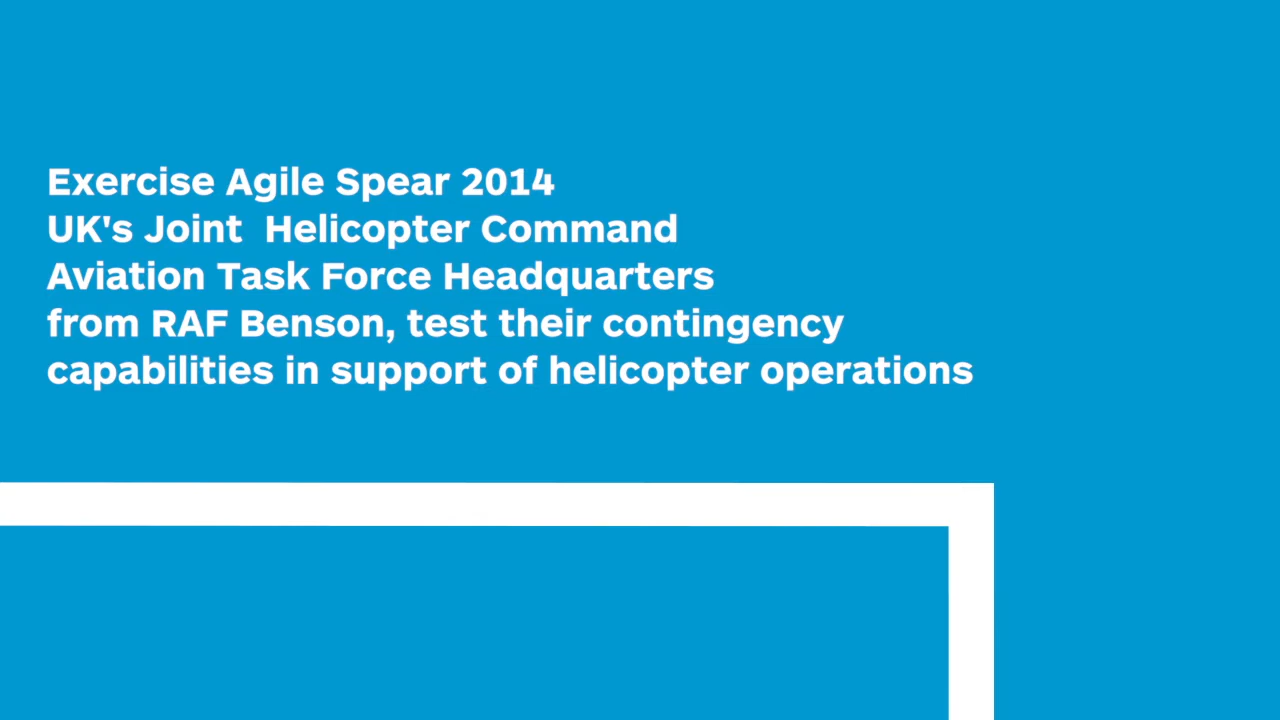 Exercise Agile Spear 2014
UK's Joint  Helicopter Command
Aviation Task Force Headquarters
from RAF Benson, test their contingency
capabilities in support of helicopter operations